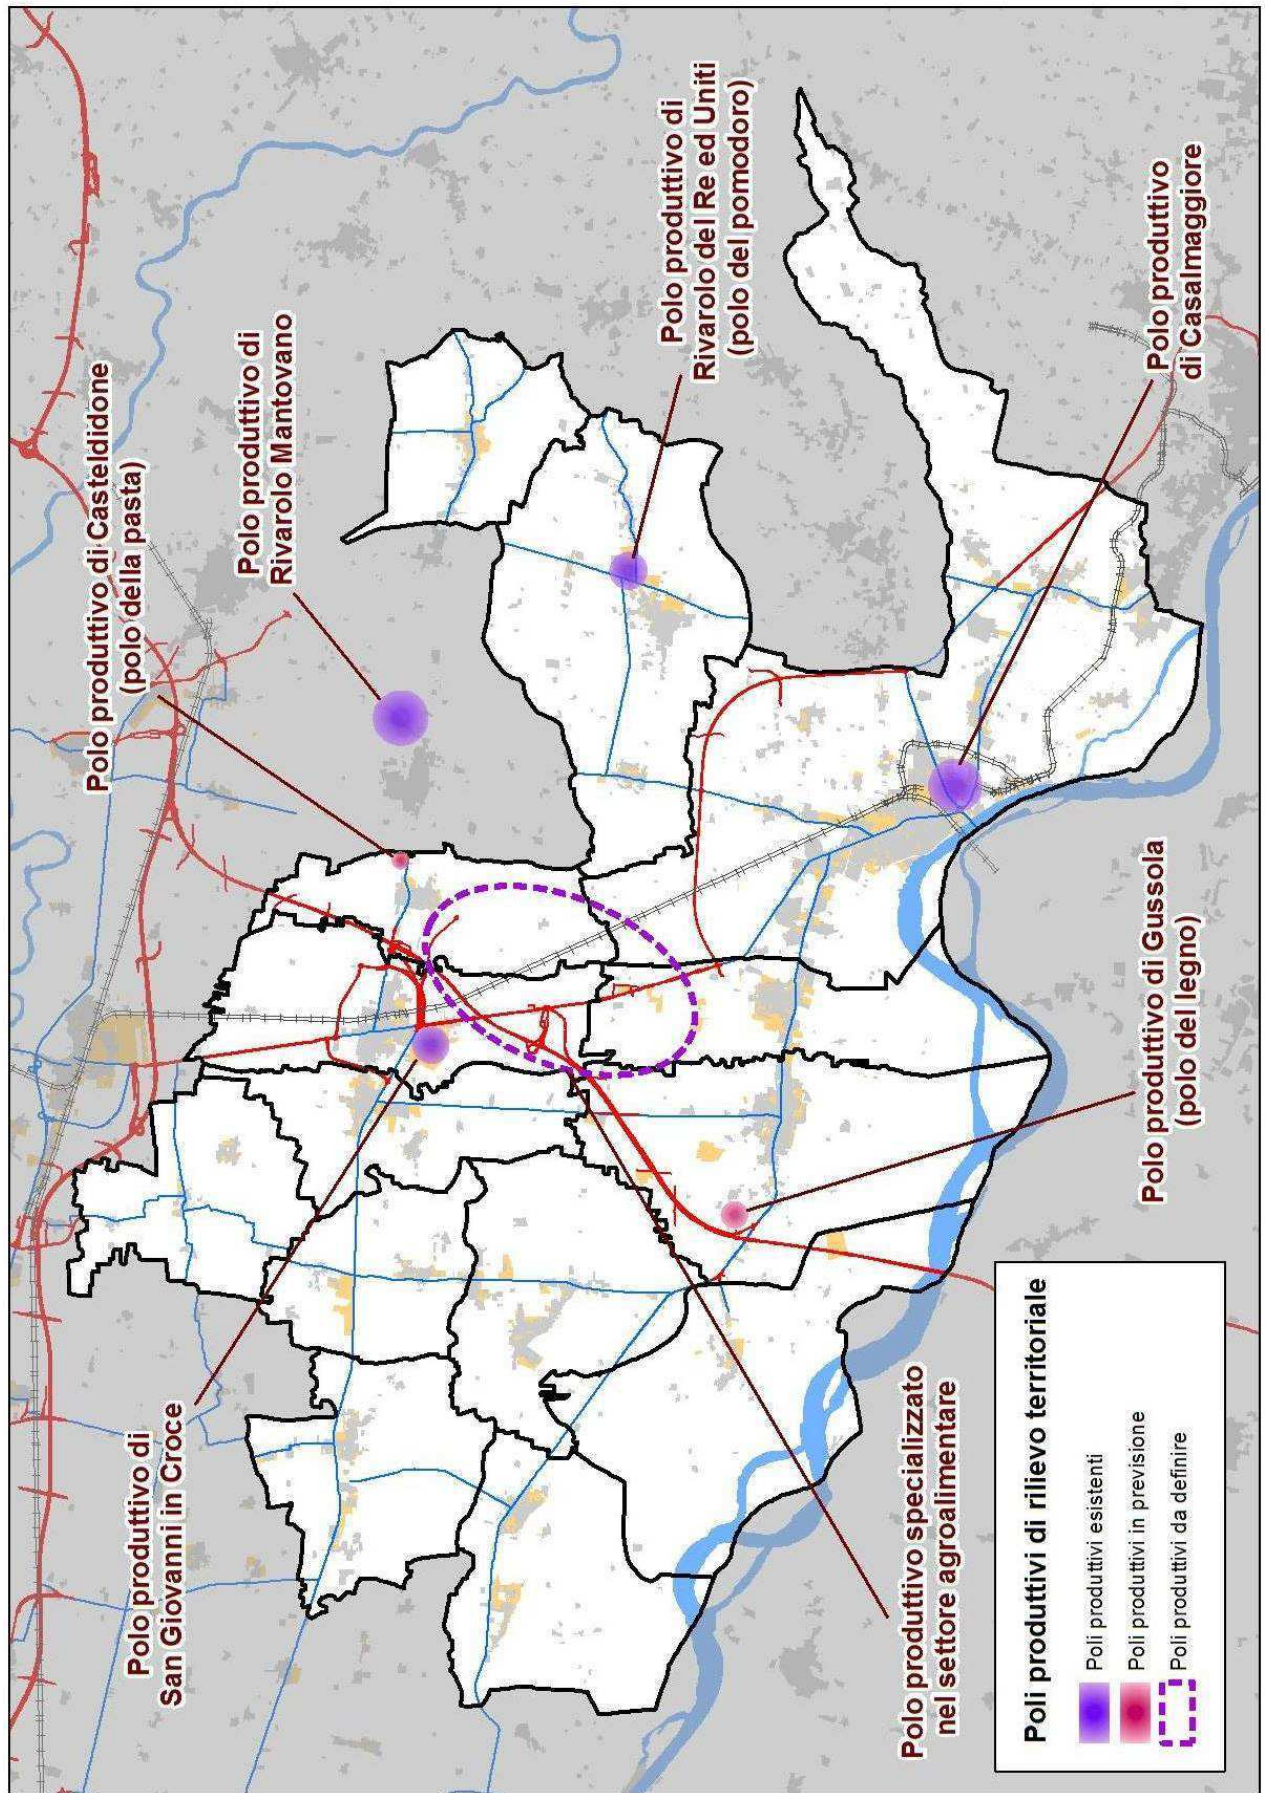 Polo produttivo di
San Giovanni in Croce
Polo produttivo di Casteldidone
(polo della pasta)
Polo produttivo di
Rivarolo Mantovano
Polo produttivo di
Rivarolo del Re ed Uniti
(polo del pomodoro)
Polo produttivo specializzato
nel settore agroalimentare
Polo produttivo di Gussola
(polo del legno)
Polo produttivo
di Casalmaggiore
Poli produttivi di rilievo territoriale
Poli produttivi esistenti
Poli produttivi in previsione
Poli produttivi da definire